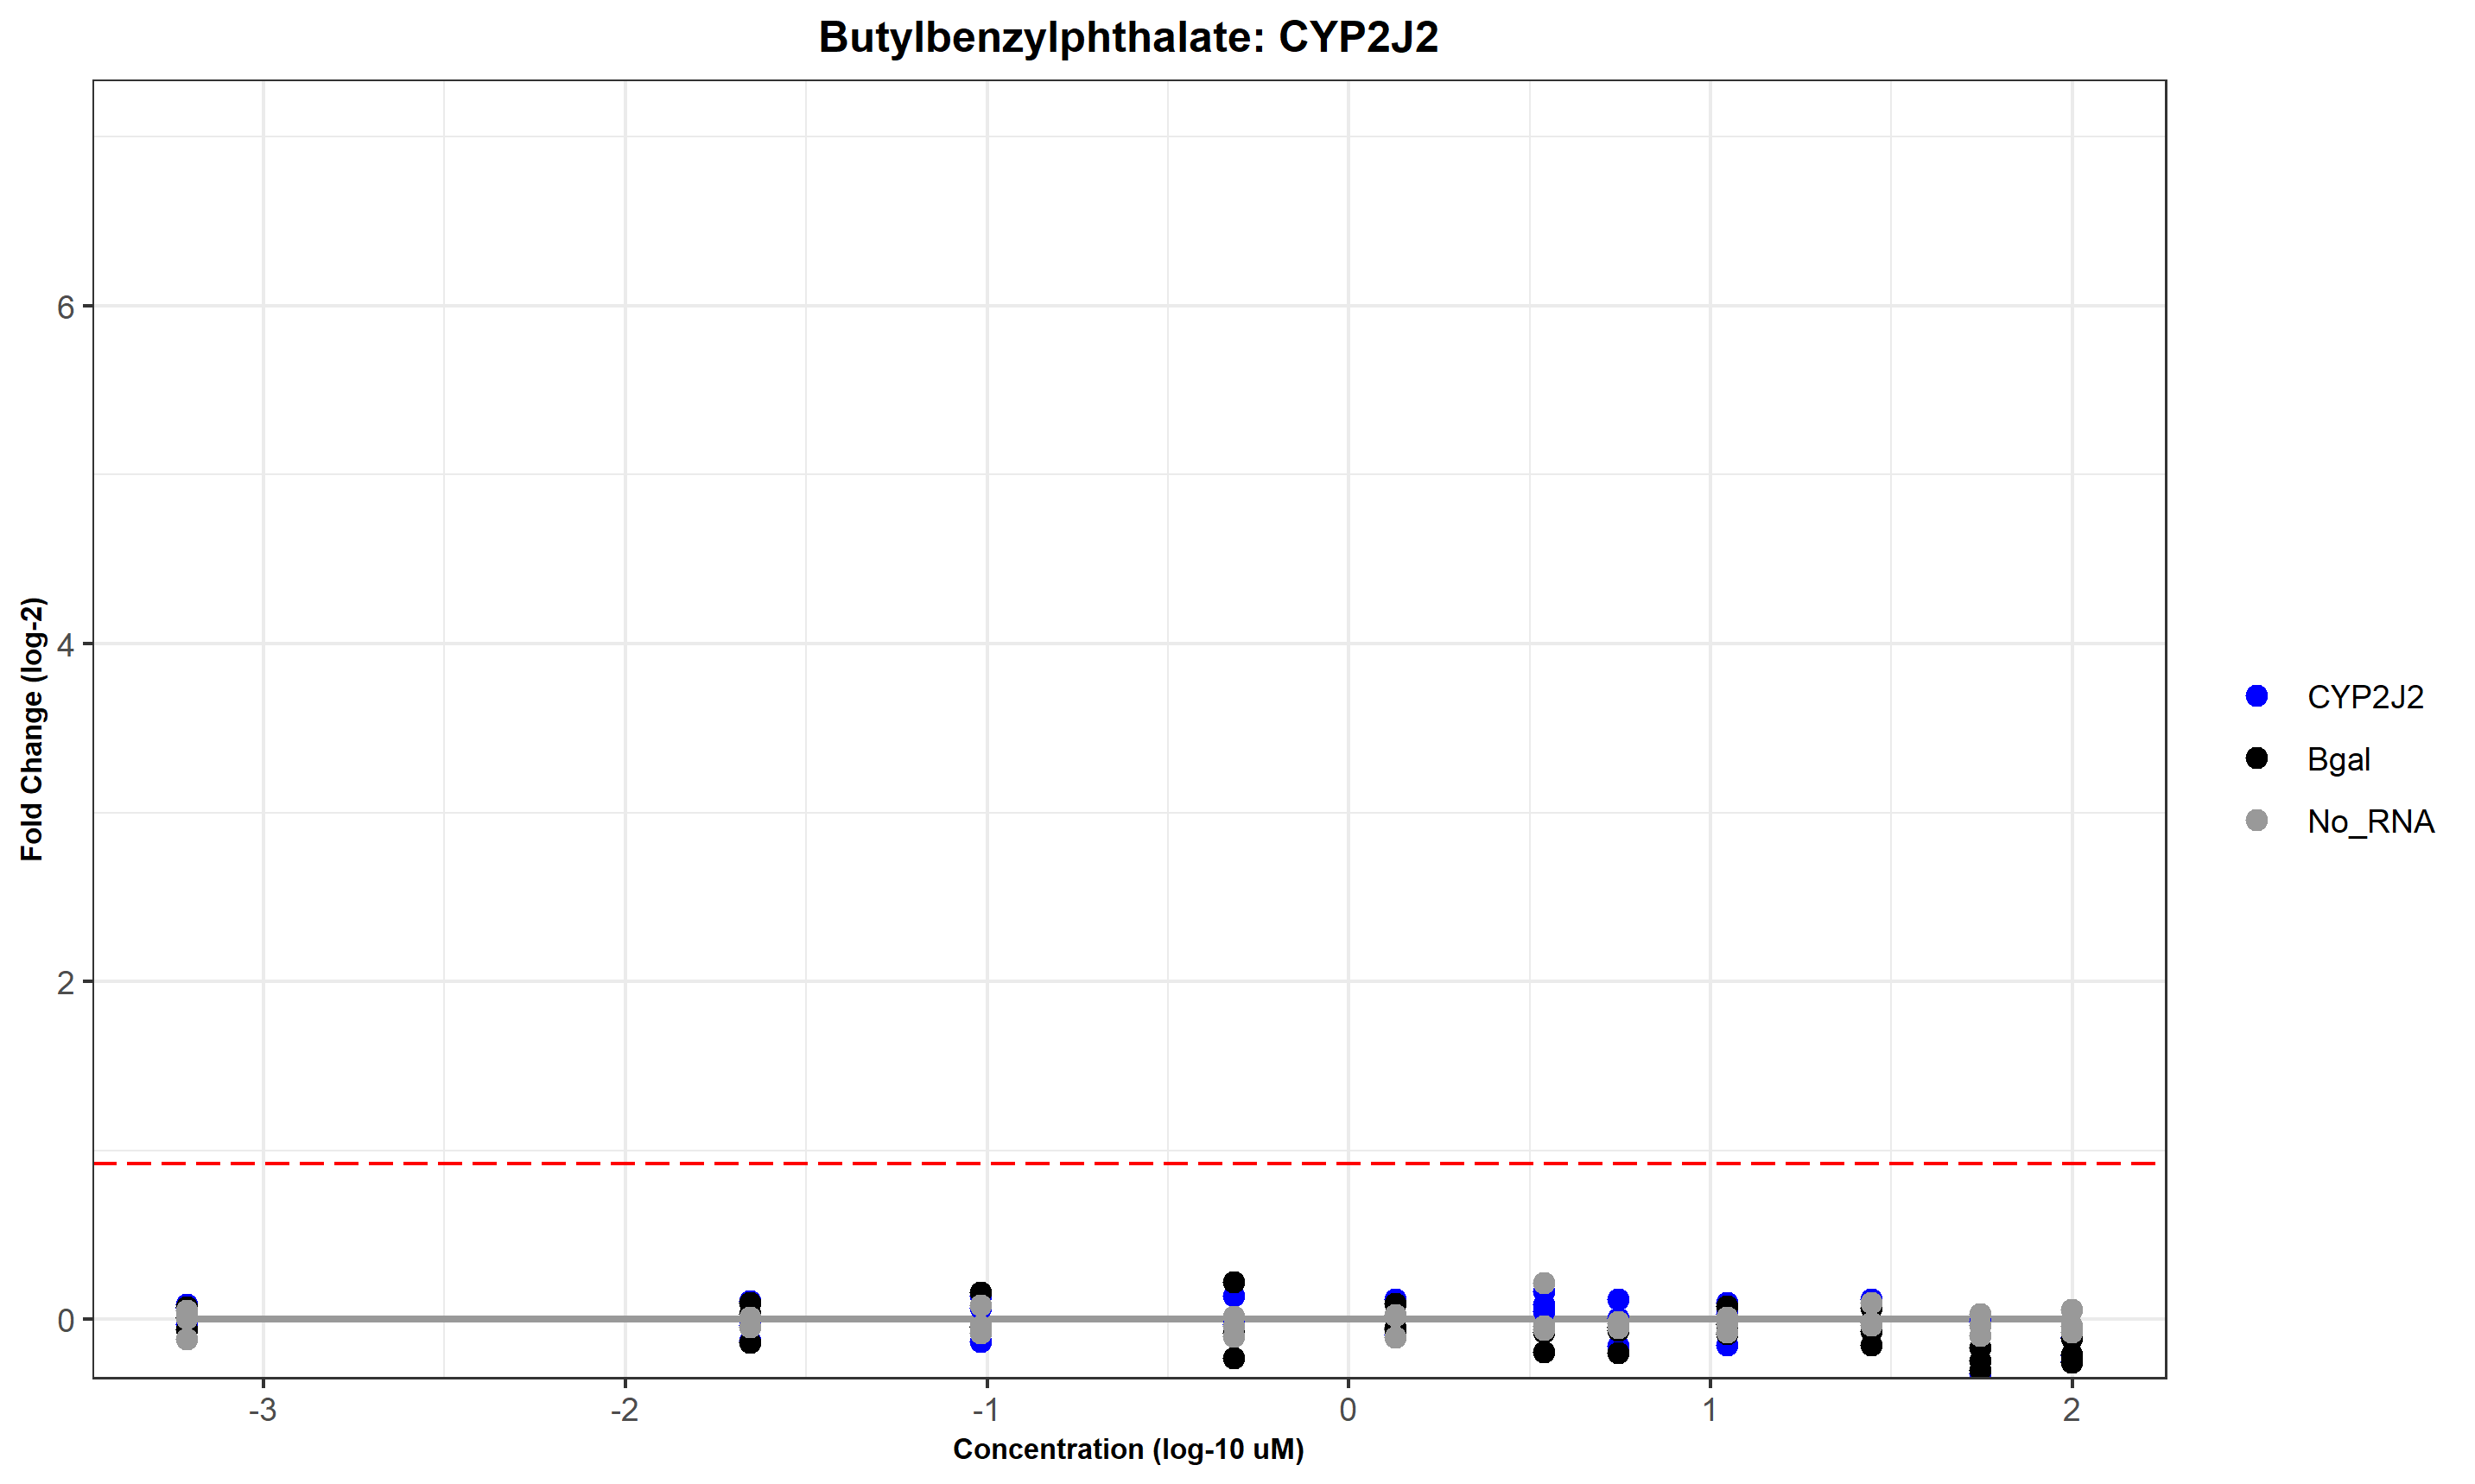 Butylbenzylphthalate: CYP2J2
Fold Change (log-2)
6
4
2
0
-3
-2
-1
0
1
2
Concentration (log-10 uM)
CYP2J2
Bgal
No_RNA